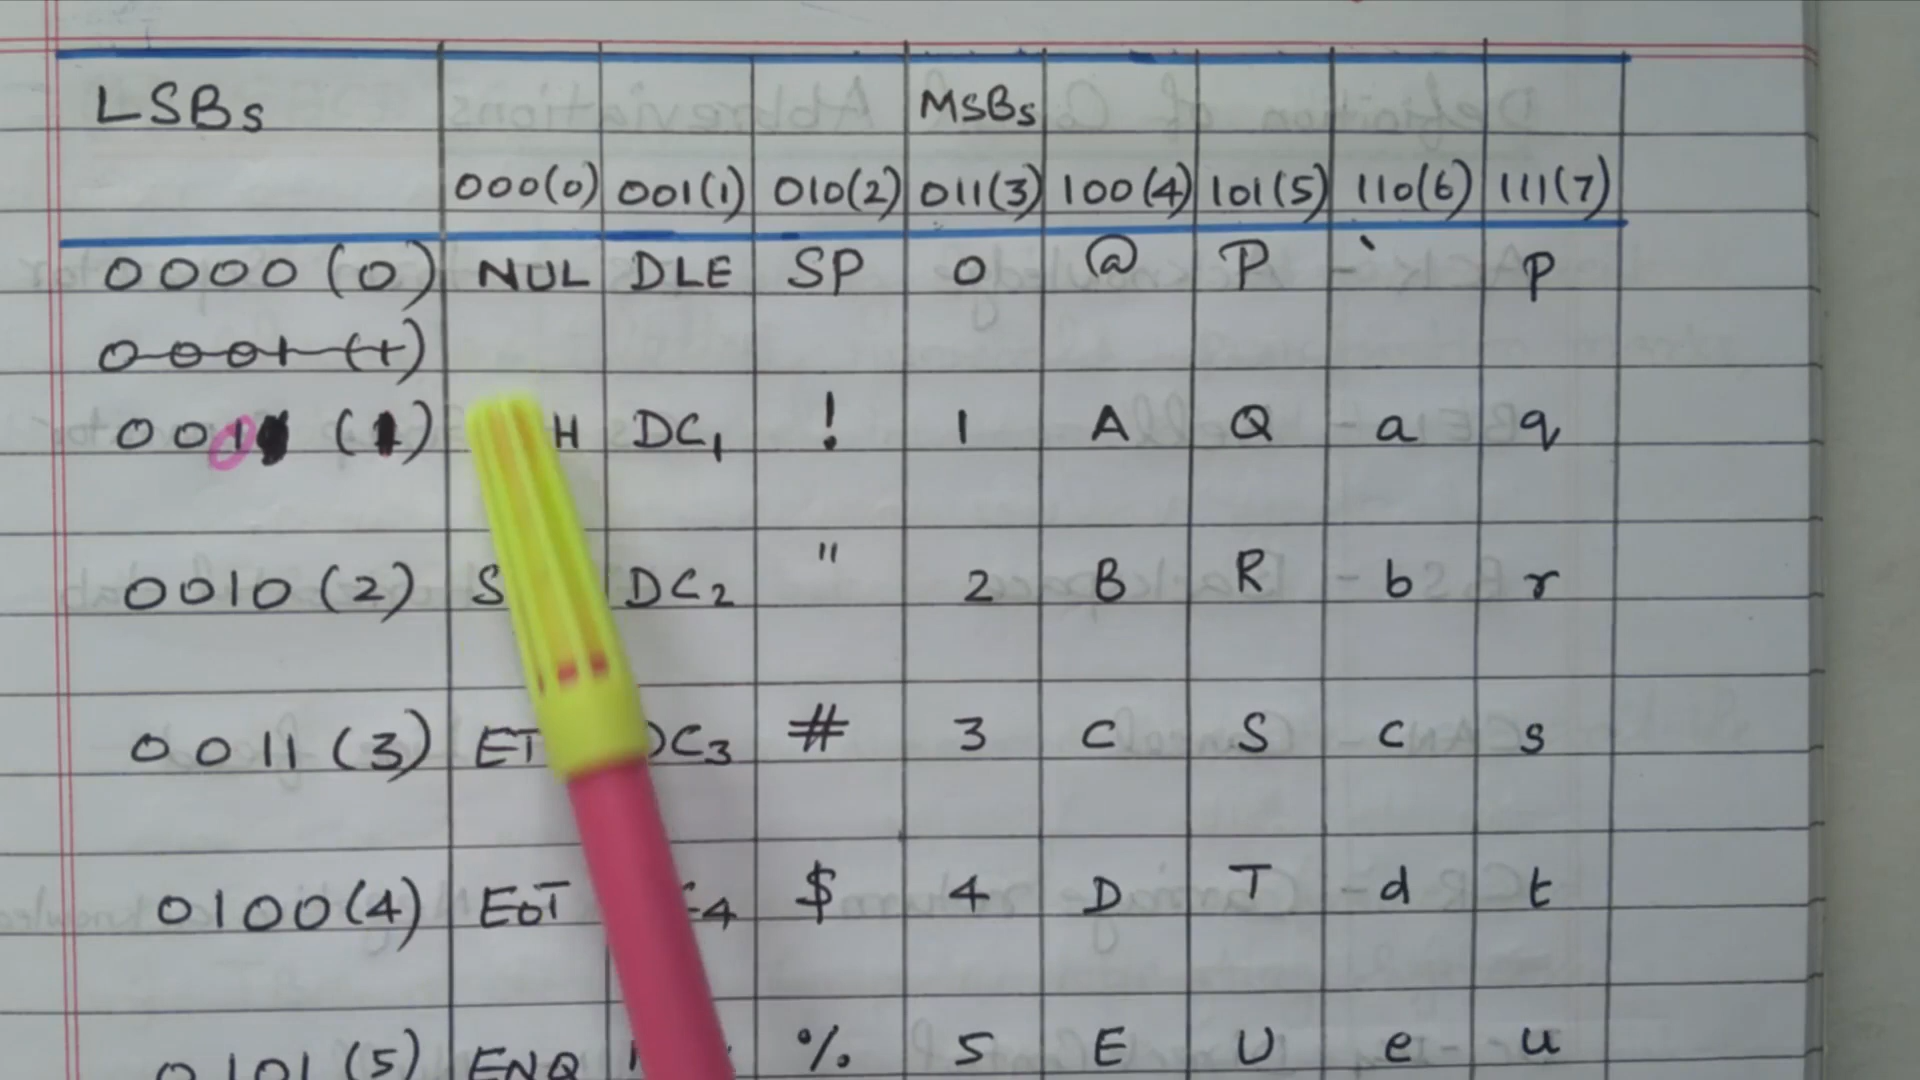 LSBs MSBs
000(0) 001(1) 010(2) 011(3) 100(4) 101(5) 110(6) 111(7)
0000 (0) NUL DLE SP 0 @ P ` p
0001 (1)
0001 (1) H DC1 ! 1 A Q a q
0010 (2) S DC2 " 2 B R b r
0011 (3) ET DC3 # 3 C S c s
0100 (4) EOT 4 $ 4 D T d t
0101 (5) ENQ % 5 E U e u